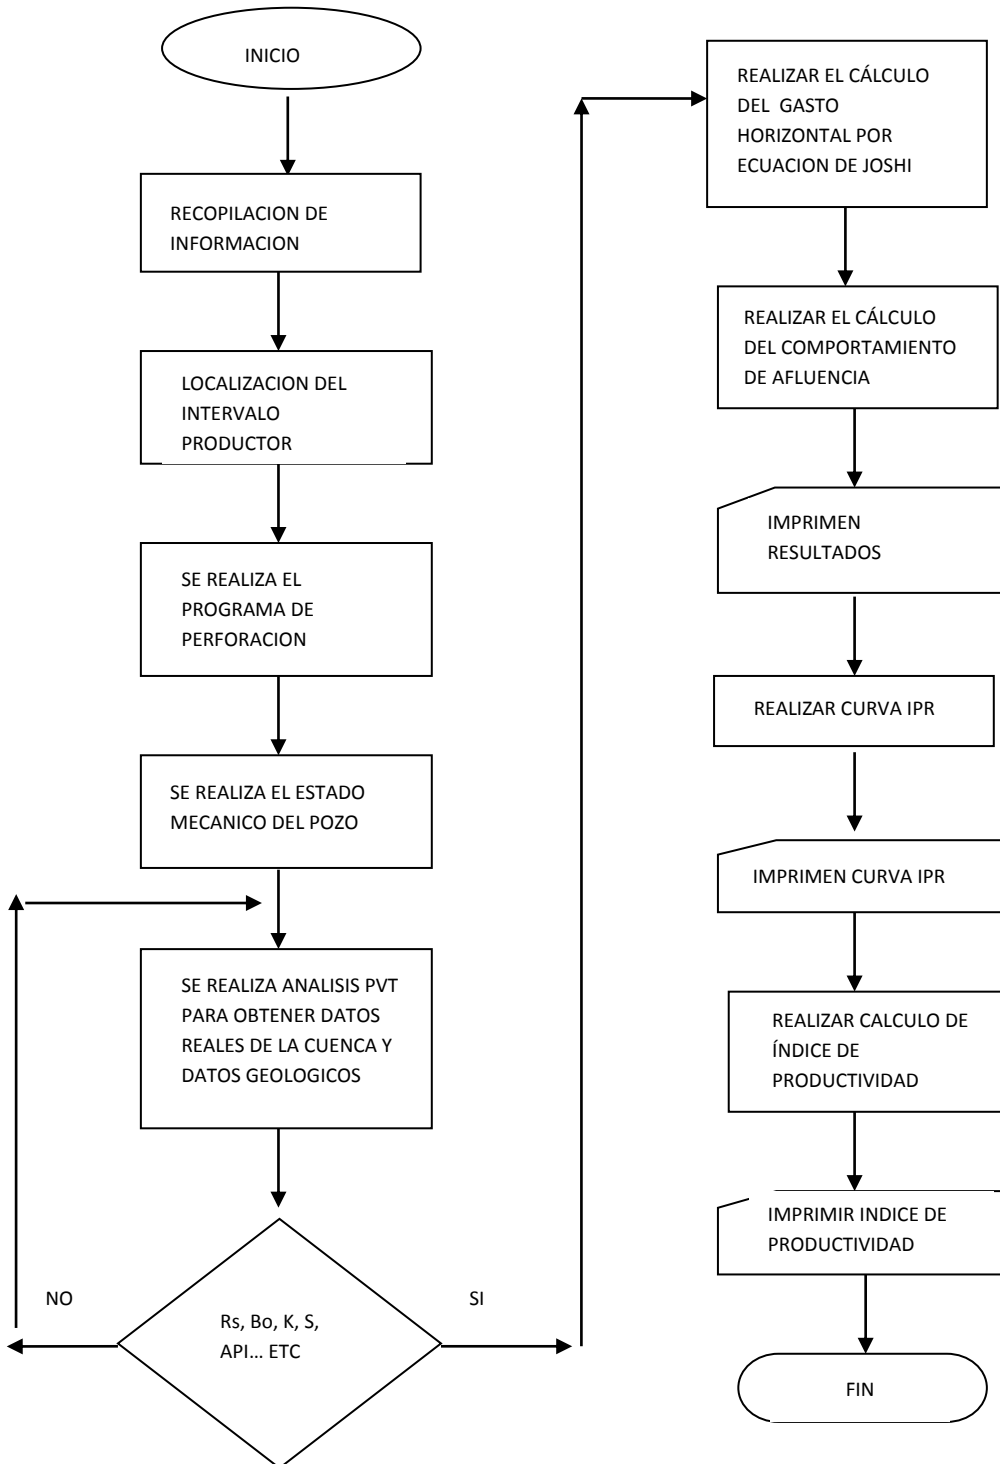 INICIO
RECOPILACION DE
INFORMACION
LOCALIZACION DEL
INTERVALO
PRODUCTOR
SE REALIZA EL
PROGRAMA DE
PERFORACION
SE REALIZA EL ESTADO
MECANICO DEL POZO
SE REALIZA ANALISIS PVT
PARA OBTENER DATOS
REALES DE LA CUENCA Y
DATOS GEOLOGICOS
NO
Rs, Bo, K, S,
API... ETC
SI
REALIZAR EL CÁLCULO
DEL GASTO
HORIZONTAL POR
ECUACION DE JOSHI
REALIZAR EL CÁLCULO
DEL COMPORTAMIENTO
DE AFLUENCIA
IMPRIMEN
RESULTADOS
REALIZAR CURVA IPR
IMPRIMEN CURVA IPR
REALIZAR CALCULO DE
ÍNDICE DE
PRODUCTIVIDAD
IMPRIMIR INDICE DE
PRODUCTIVIDAD
FIN